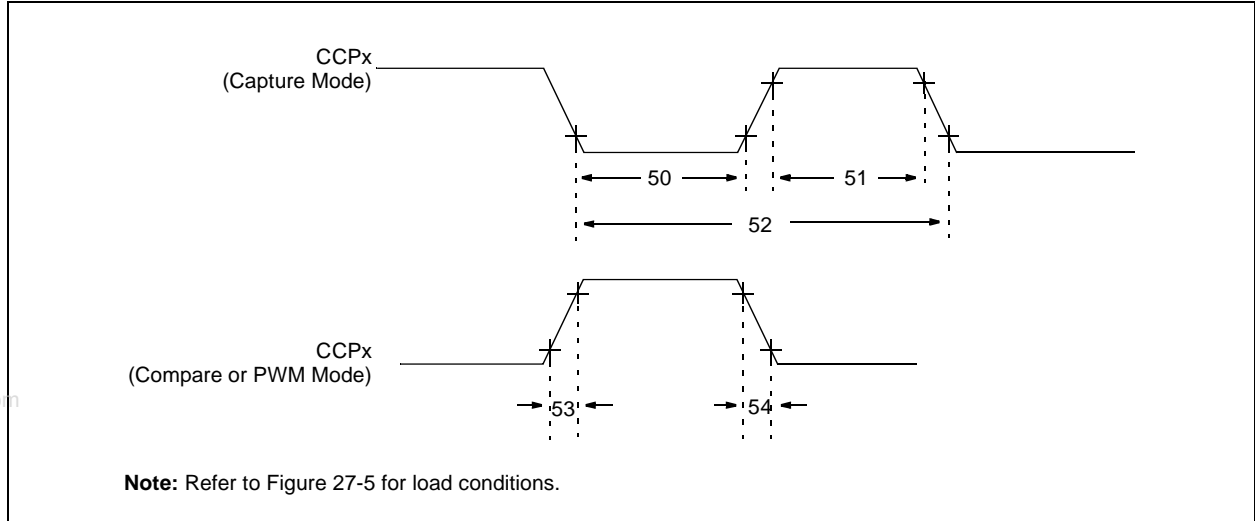 CCPx
(Capture Mode)
50
51
52
CCPx
(Compare or PWM Mode)
53
54
om
Note: Refer to Figure 27-5 for load conditions.